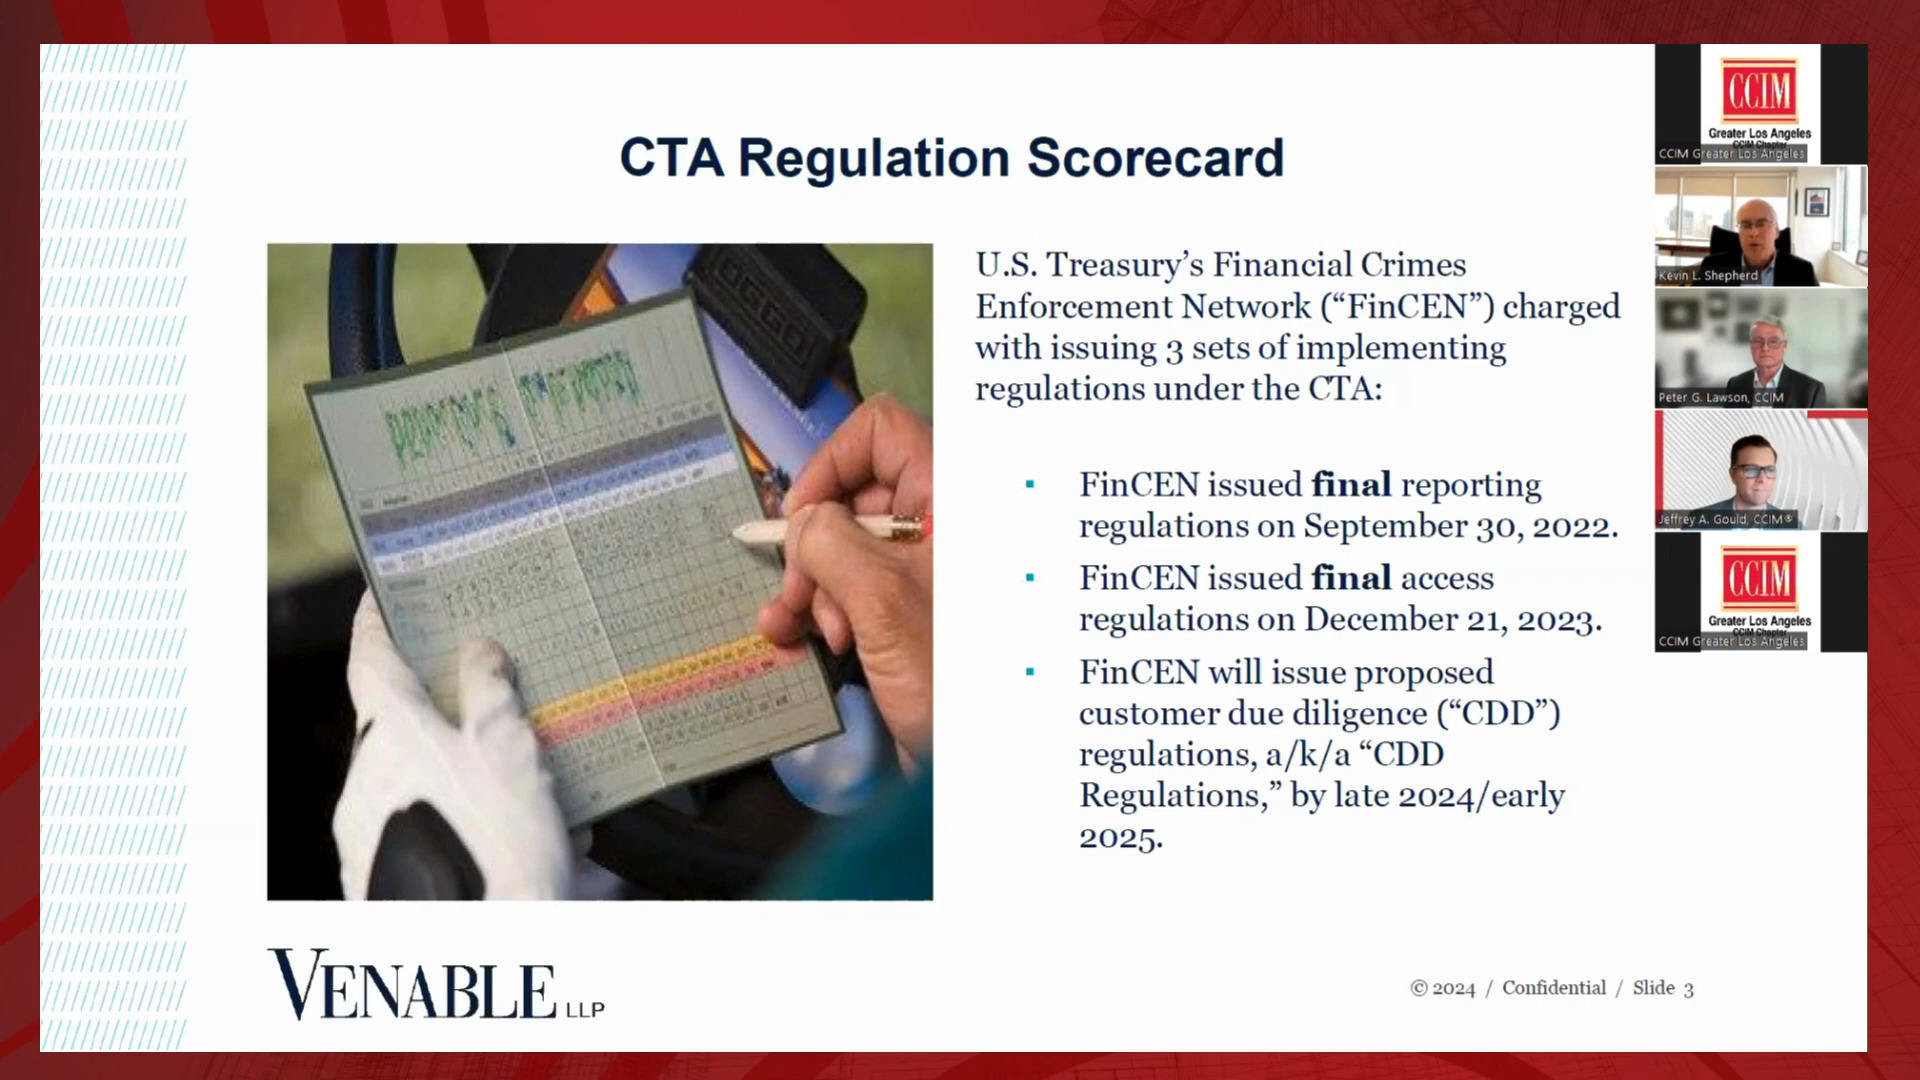 CTA Regulation Scorecard
U.S. Treasury’s Financial Crimes
Enforcement Network (“FinCEN”) charged
with issuing 3 sets of implementing
regulations under the CTA:
▪ FinCEN issued final reporting
regulations on September 30, 2022.
▪ FinCEN issued final access
regulations on December 21, 2023.
▪ FinCEN will issue proposed
customer due diligence (“CDD”)
regulations, a/k/a “CDD
Regulations,” by late 2024/early
2025.
VENABLE LLP
© 2024 / Confidential / Slide 3
CCIM
Greater Los Angeles
CCIM Chapter
CCIM Greater Los Angeles
Kevin L. Shepherd
Peter G. Lawson, CCIM
Jeffrey A. Gould, CCIM®
CCIM
Greater Los Angeles
CCIM Chapter
CCIM Greater Los Angeles